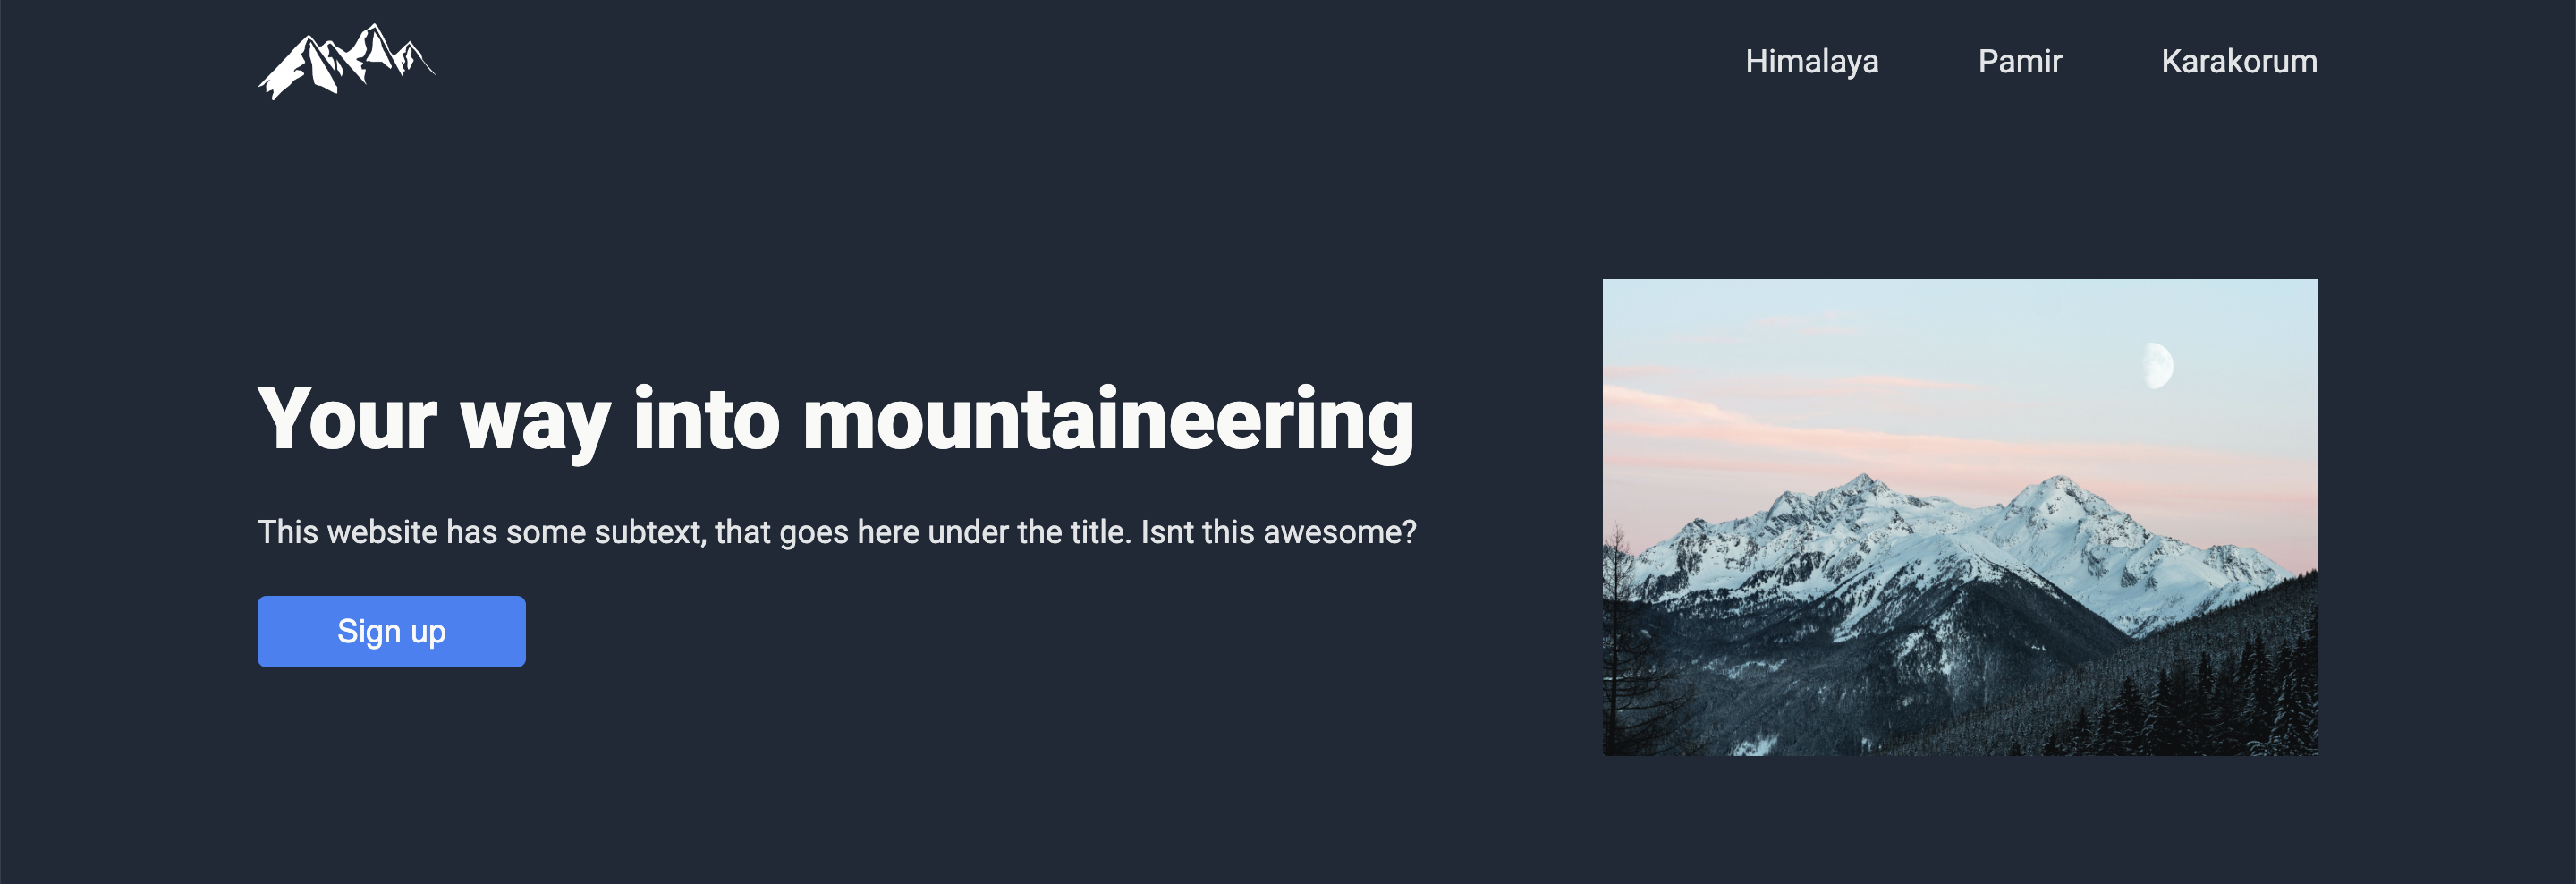 Himalaya Pamir Karakorum
Your way into mountaineering
This website has some subtext, that goes here under the title. Isnt this awesome?
Sign up